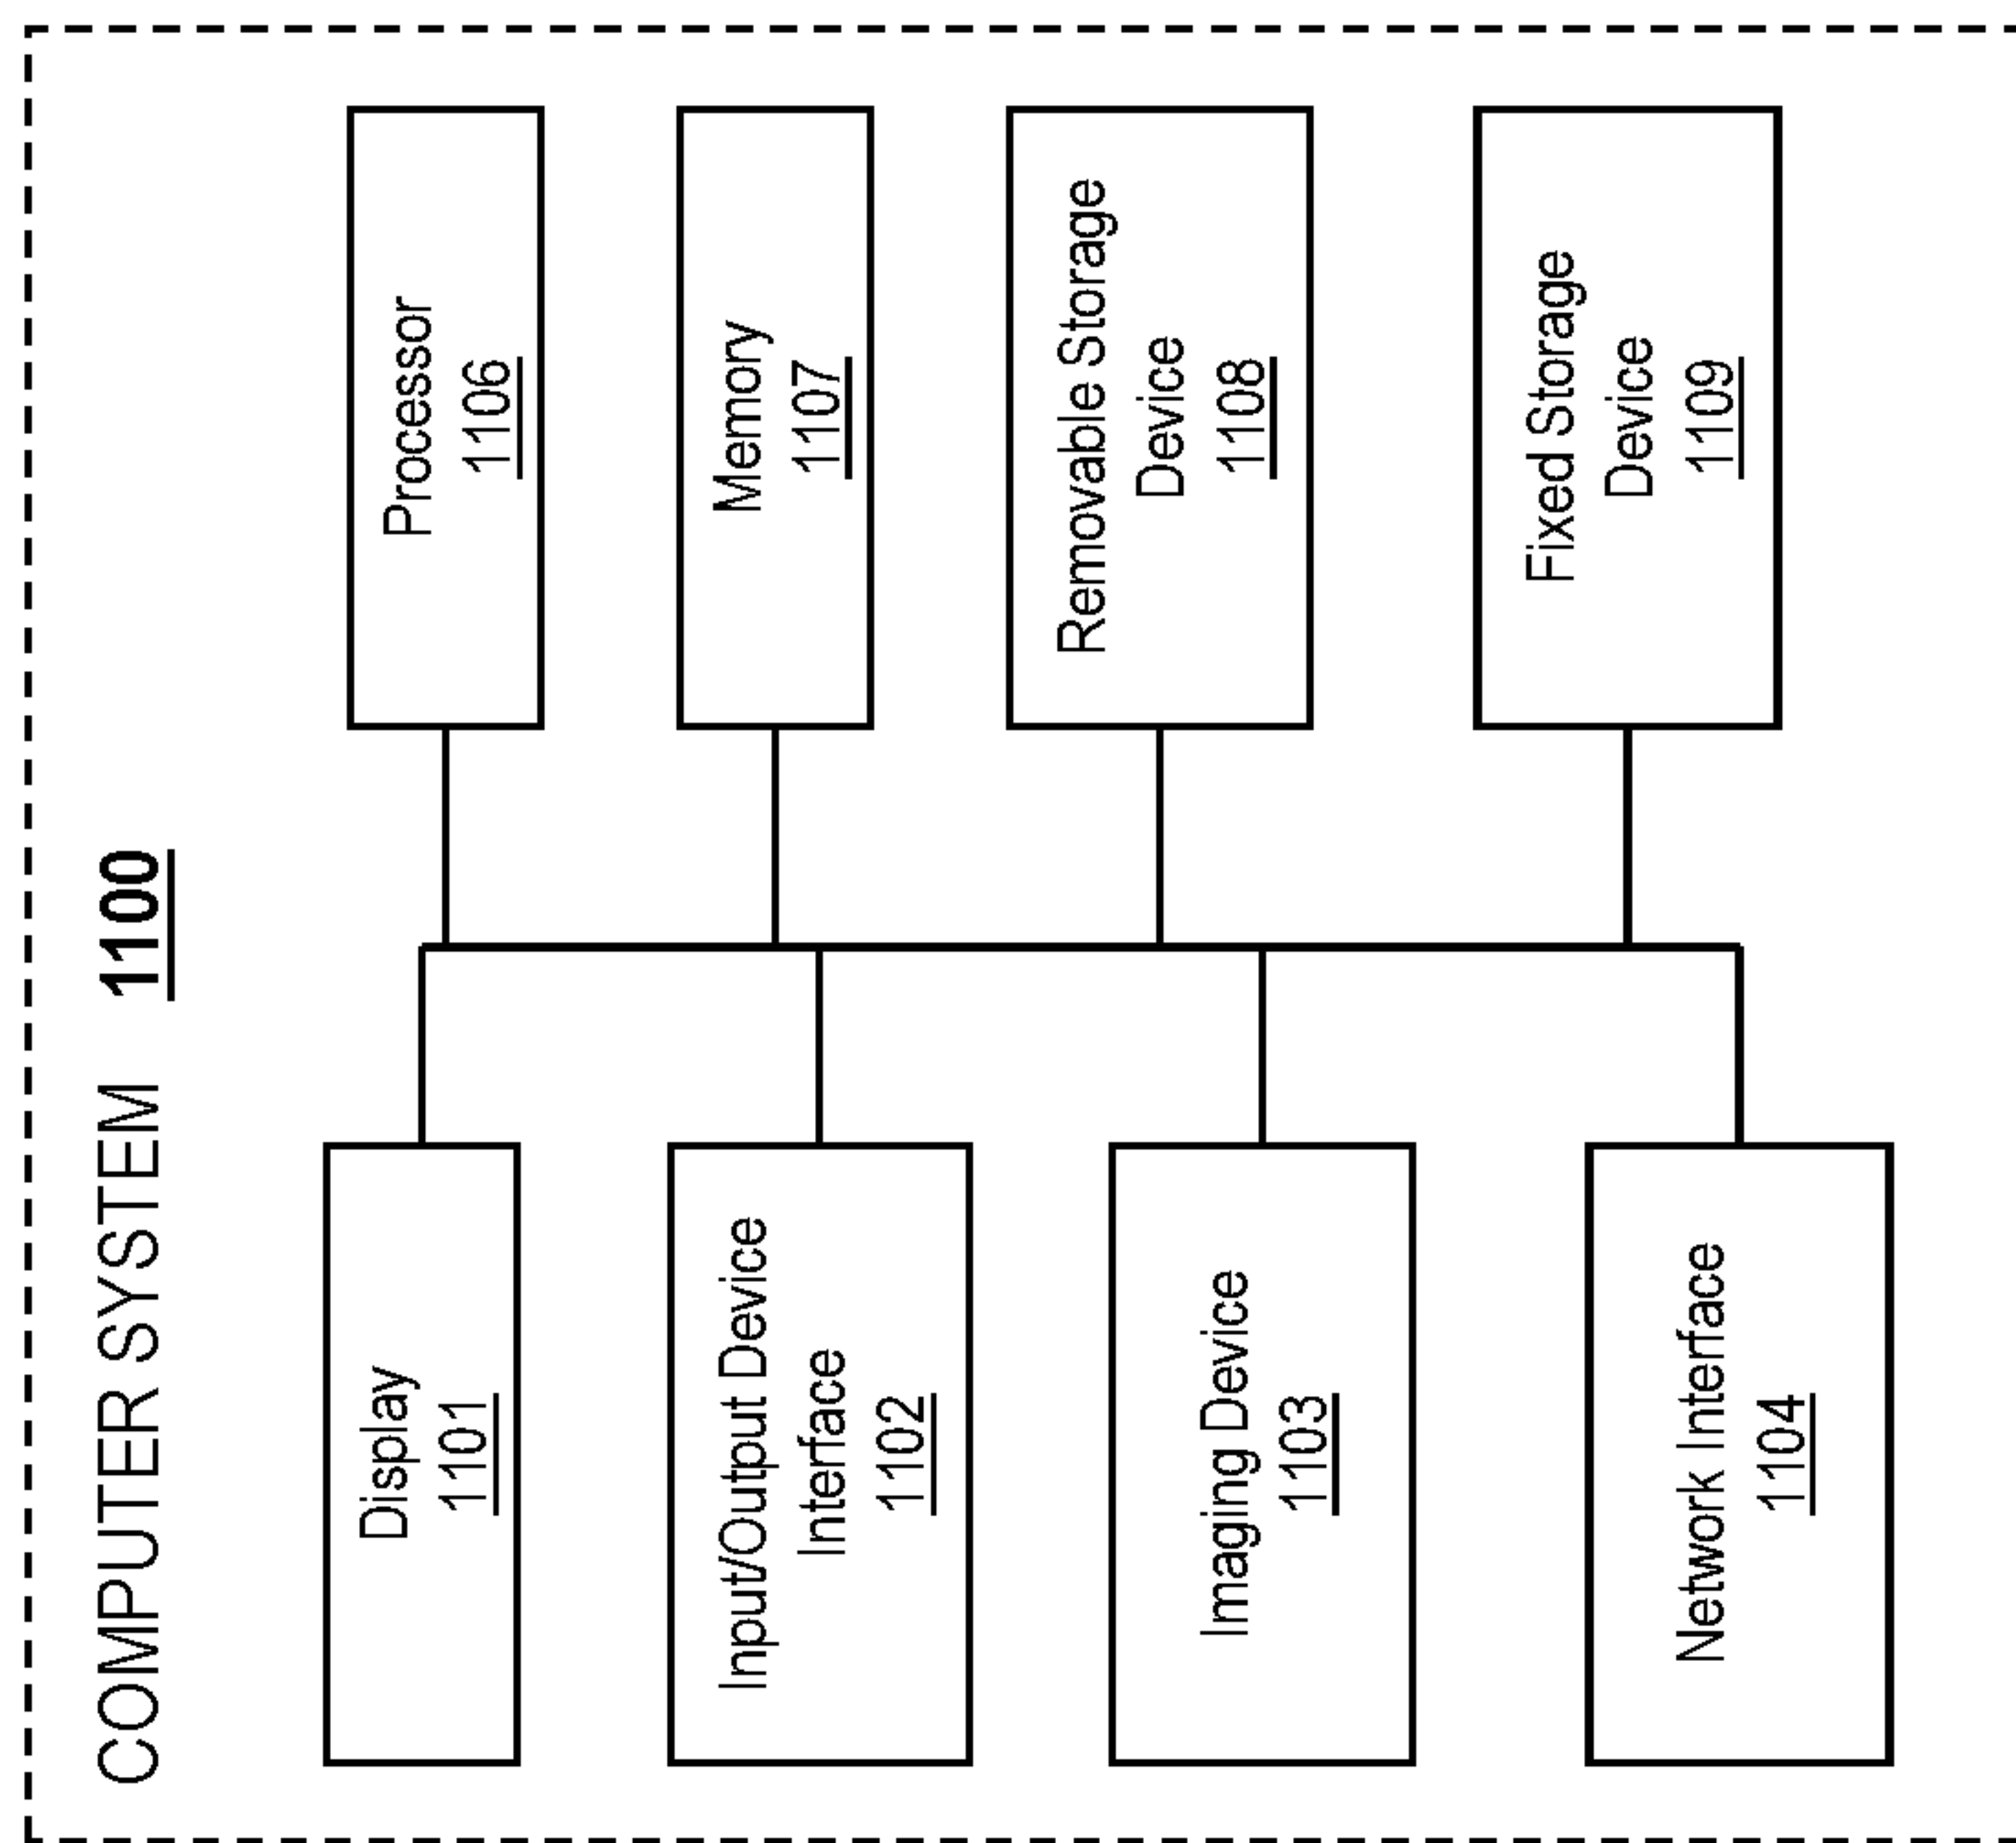 COMPUTER SYSTEM 1100
Display
1101
Input/Output Device
Interface
1102
Imaging Device
1103
Network Interface
1104
Processor
1106
Memory
1107
Removable Storage
Device
1108
Fixed Storage
Device
1109